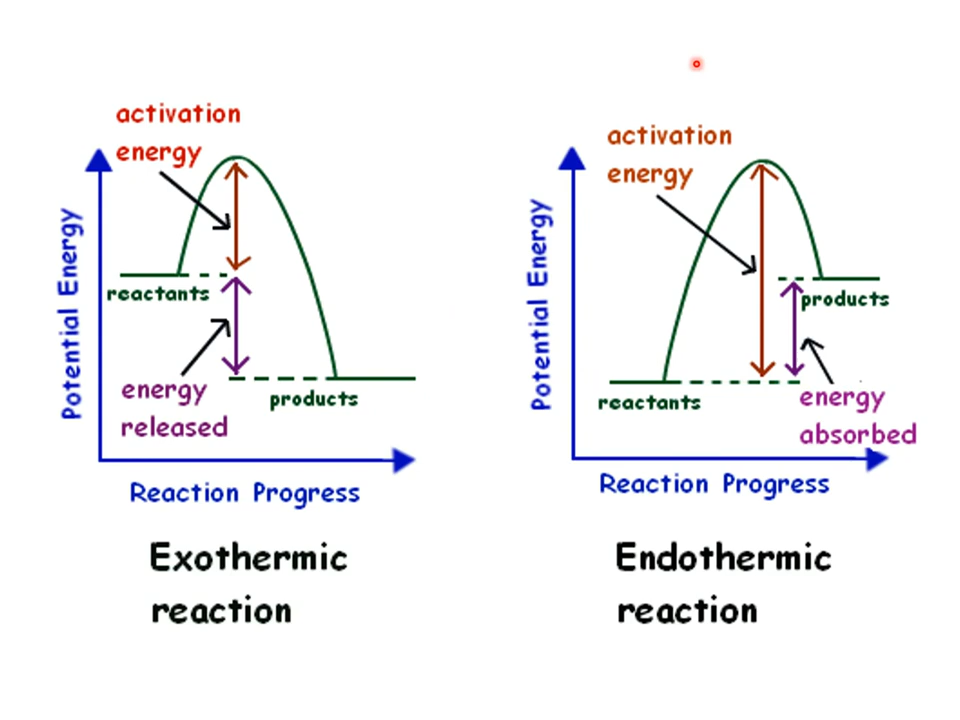 activation
energy
Potential Energy
reactants
energy
released
products
Reaction Progress
Exothermic
reaction
activation
energy
Potential Energy
products
reactants
energy
absorbed
Reaction Progress
Endothermic
reaction